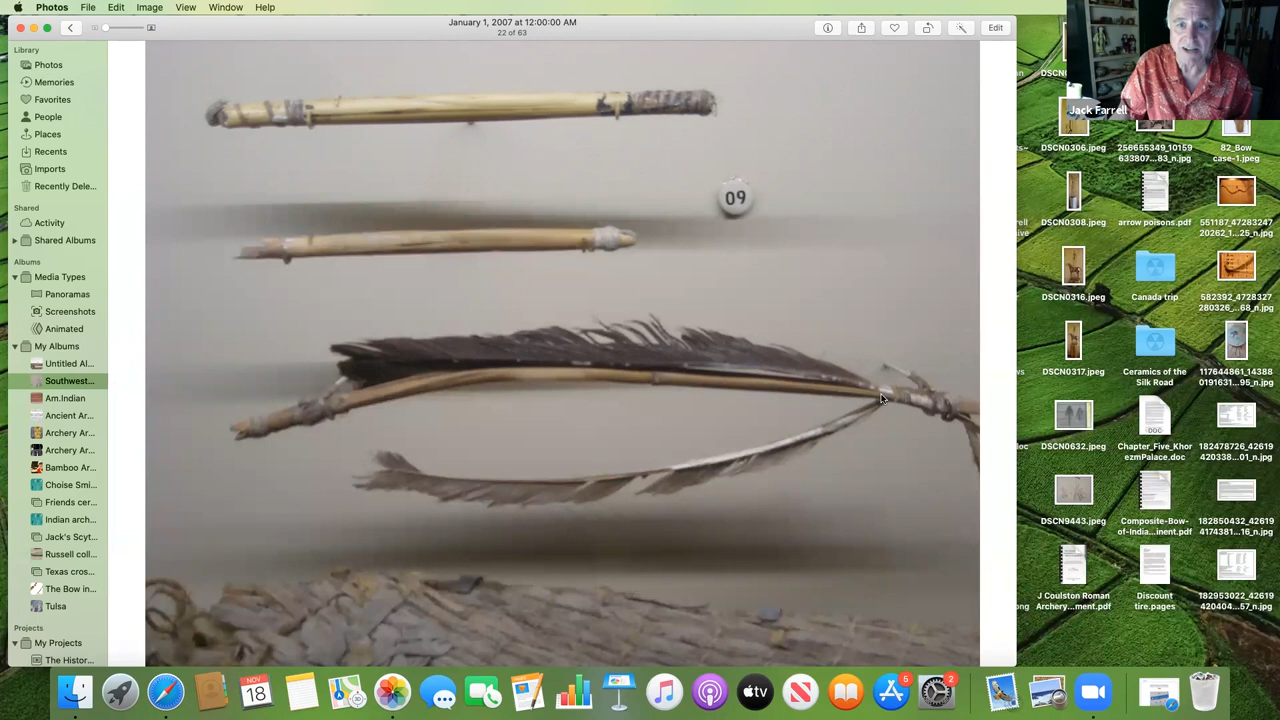 Photos File Edit Image View Window Help
January 1, 2007 at 12:00:00 AM
22 of 63
Edit
Library
Photos
Memories
Favorites
People
Places
Recents
Imports
Recently Dele...
Shared
Activity
Shared Albums
Albums
Media Types
Panoramas
Screenshots
Animated
My Albums
Untitled Al...
Southwest...
Am.Indian
Ancient Ar...
Archery Ar...
Archery Ar...
Bamboo Ar...
Choise Smi...
Friends cer...
Indian arch...
Jack's Scyt...
Russell coll...
Texas cros...
The Bow in...
Tulsa
Projects
My Projects
The Histor...
09
Jack Farrell
DSCN0306.jpeg
256655349_10159
633807...83_n.jpg
82_Bow
case-1.jpeg
DSCN0308.jpeg
arrow poisons.pdf
551187_47283247
20262_1...25_n.jpg
DSCN0316.jpeg
Canada trip
582392_4728327
280326_...68_n.jpg
DSCN0317.jpeg
Ceramics of the
Silk Road
117644861_14388
0191631...95_n.jpg
DSCN0632.jpeg
DOC
Chapter_Five_Khor
ezmPalace.doc
182478726_42619
420338...01_n.jpg
DSCN9443.jpeg
Composite-Bow-
of-India...inent.pdf
182850432_42619
4174381...16_n.jpg
J Coulston Roman
Archery...ment.pdf
Discount
tire.pages
182953022_42619
420404...57_n.jpg
NOV
18
tv
5
2